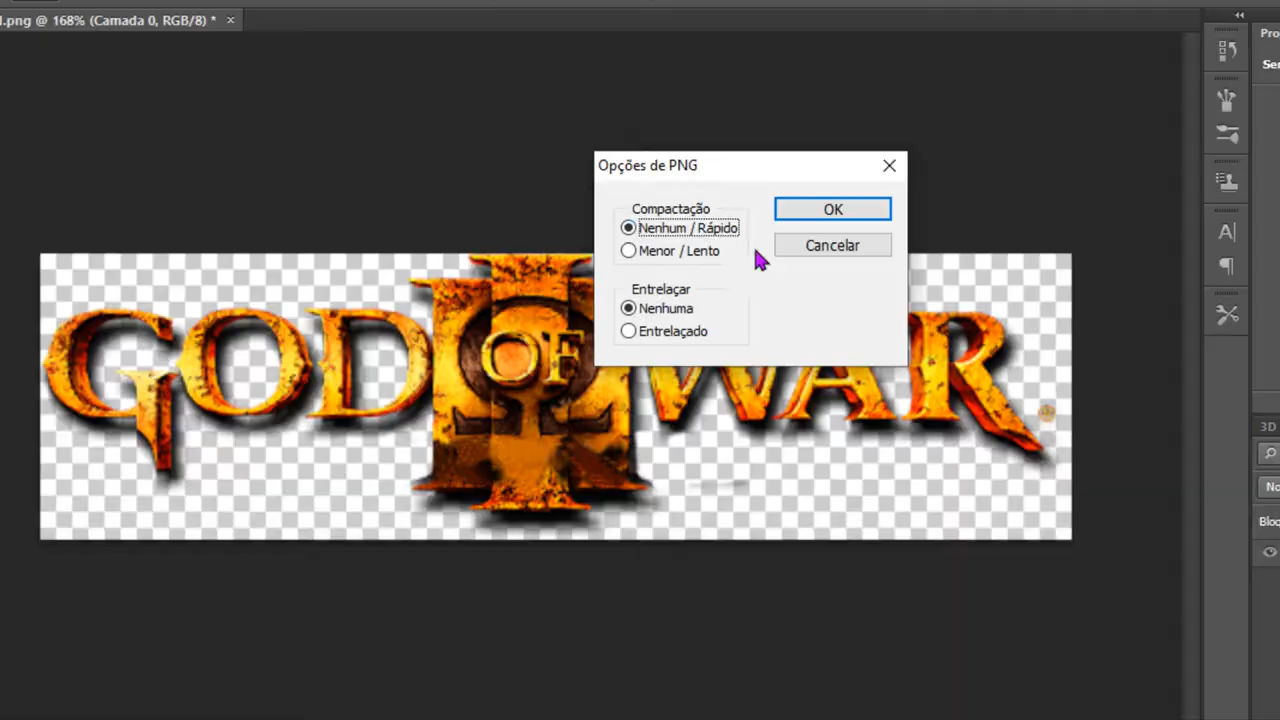 l.png @ 168% (Camada 0, RGB/8) *
Pro
Opções de PNG
Compactação
OK
Nenhum / Rápido
Menor / Lento
Cancelar
Entrelaçar
Nenhuma
Entrelaçado
GOD OF WAR
3D
No
Bloq